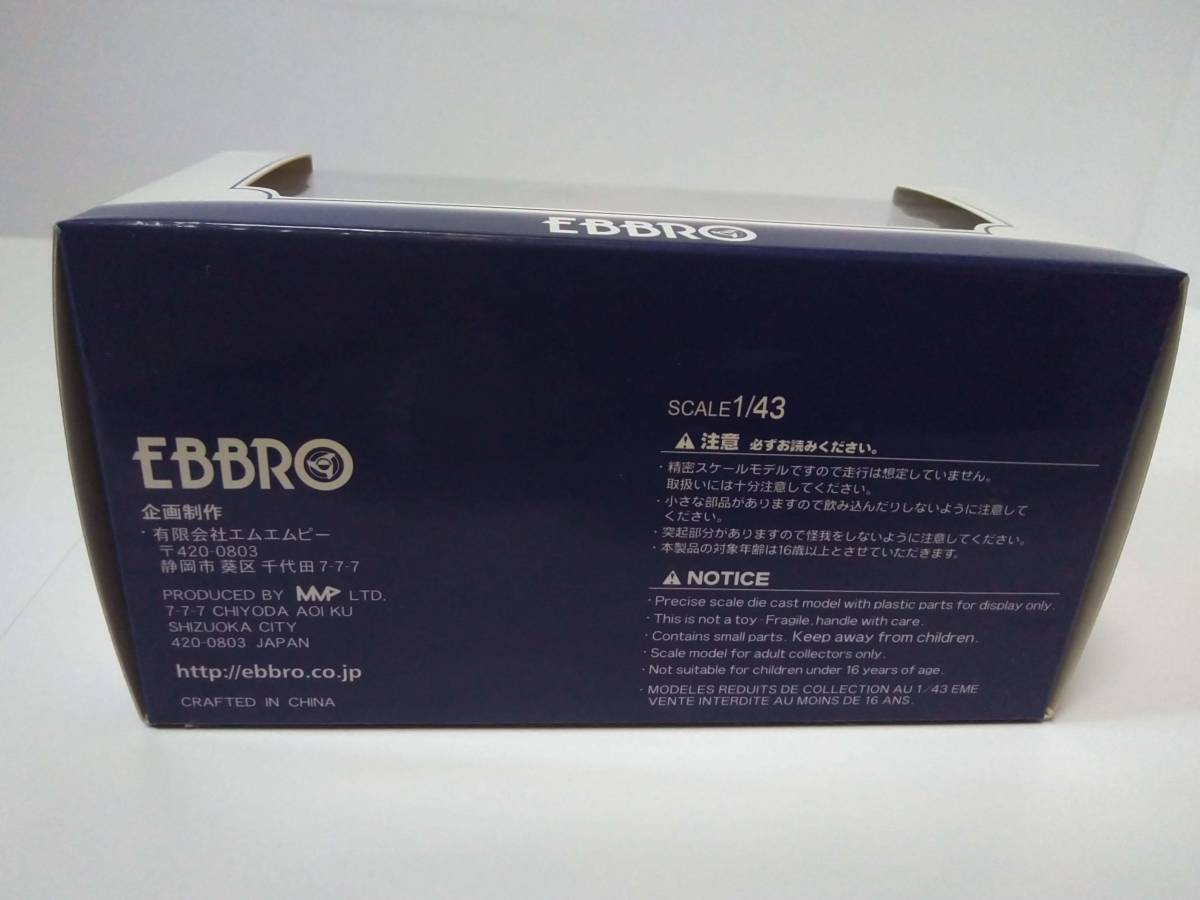 EBBRO
EBBRO
企画制作
・有限会社エムエムピー
〒420-0803
静岡市 葵区 千代田 7-7-7
PRODUCED BY MMP LTD.
7-7-7 CHIYODA AOI KU
SHIZUOKA CITY
420-0803 JAPAN
http://ebbro.co.jp
CRAFTED IN CHINA
SCALE1/43
注意 必ずお読みください。
・精密スケールモデルですので走行は想定していません。
取扱いには十分注意してください。
・小さな部品がありますので飲み込んだりしないように注意して
ください。
・突起部分がありますので怪我をしないように注意してください。
・本製品の対象年齢は16歳以上とさせていただきます。
NOTICE
・Precise scale die cast model with plastic parts for display only.
・This is not a toy-Fragile, handle with care.
・Contains small parts. Keep away from children.
・Scale model for adult collectors only.
・Not suitable for children under 16 years of age.
・MODELES REDUITS DE COLLECTION AU 1/43 EME
VENTE INTERDITE AU MOINS DE 16 ANS.